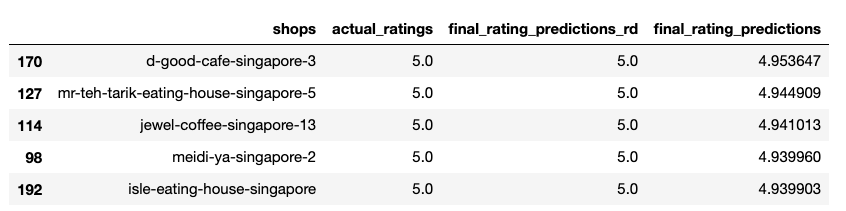 shops actual_ratings final_rating_predictions_rd final_rating_predictions
170 d-good-cafe-singapore-3 5.0 5.0 4.953647
127 mr-teh-tarik-eating-house-singapore-5 5.0 5.0 4.944909
114 jewel-coffee-singapore-13 5.0 5.0 4.941013
98 meidi-ya-singapore-2 5.0 5.0 4.939960
192 isle-eating-house-singapore 5.0 5.0 4.939903